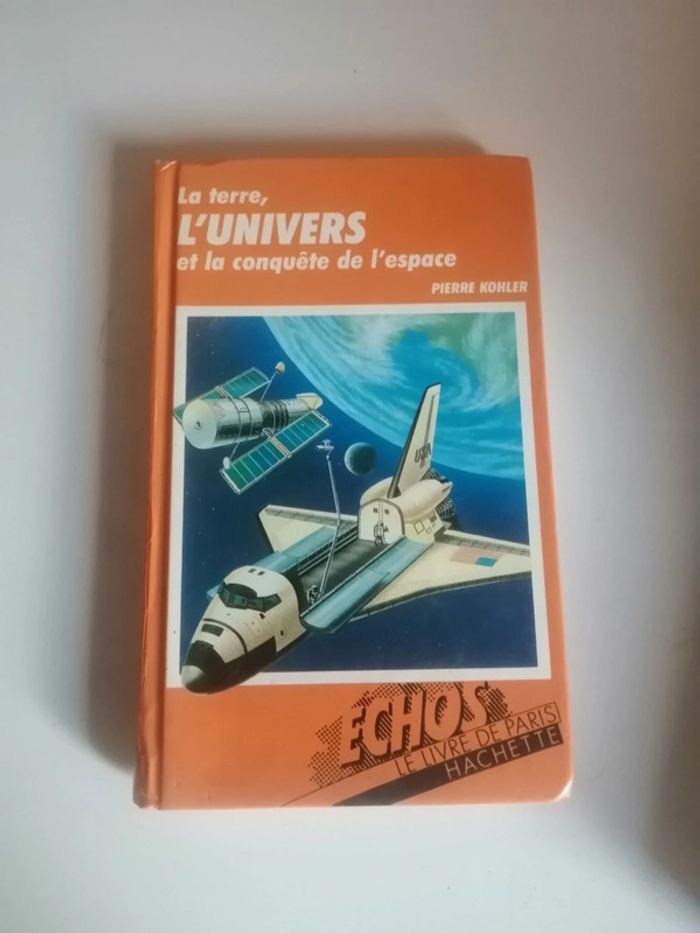 La terre,
L'UNIVERS
et la conquête de l'espace
PIERRE KOHLER
USA
ECHOS
LE LIVRE DE PARIS
HACHETTE